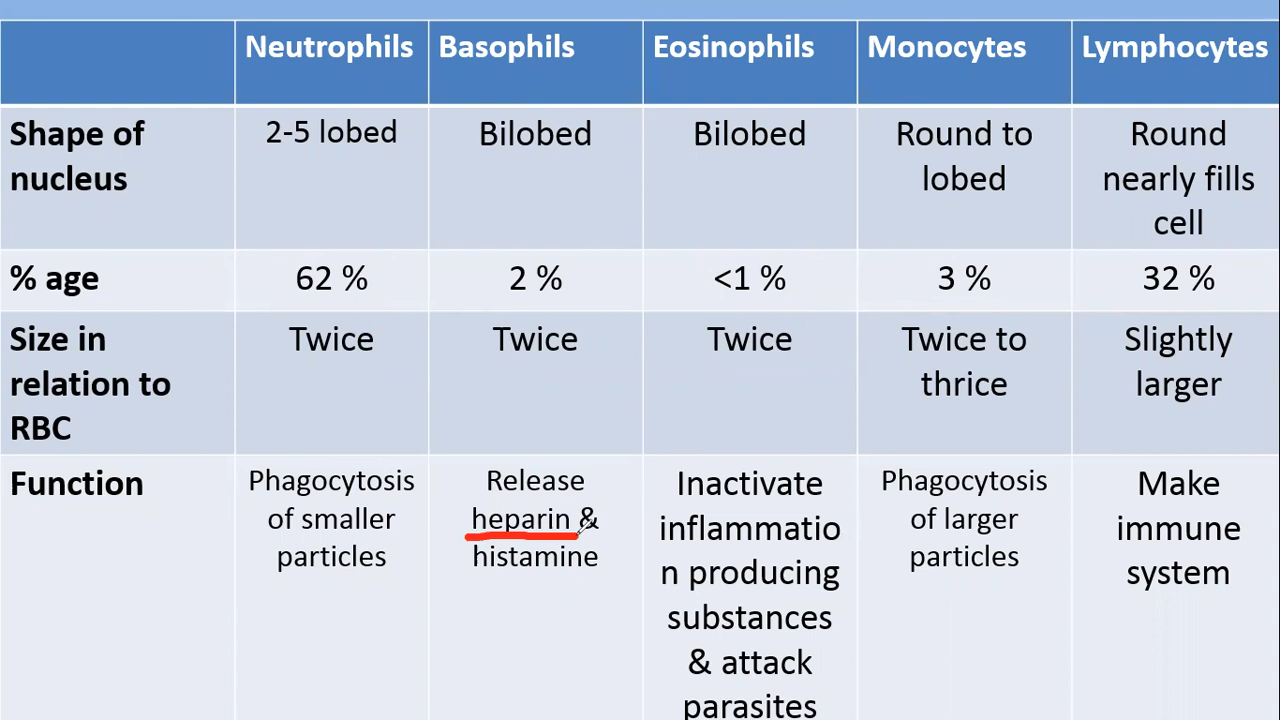 Neutrophils Basophils Eosinophils Monocytes Lymphocytes
Shape of nucleus
2-5 lobed
Bilobed
Bilobed
Round to
lobed
Round
nearly fills
cell
% age 62 % 2 % <1 % 3 % 32 %
Size in
relation to
RBC
Twice
Twice
Twice
Twice to
thrice
Slightly
larger
Function
Phagocytosis
of smaller
particles
Release
heparin &
histamine
Inactivate
inflammatio
n producing
substances
& attack
parasites
Phagocytosis
of larger
particles
Make
immune
system